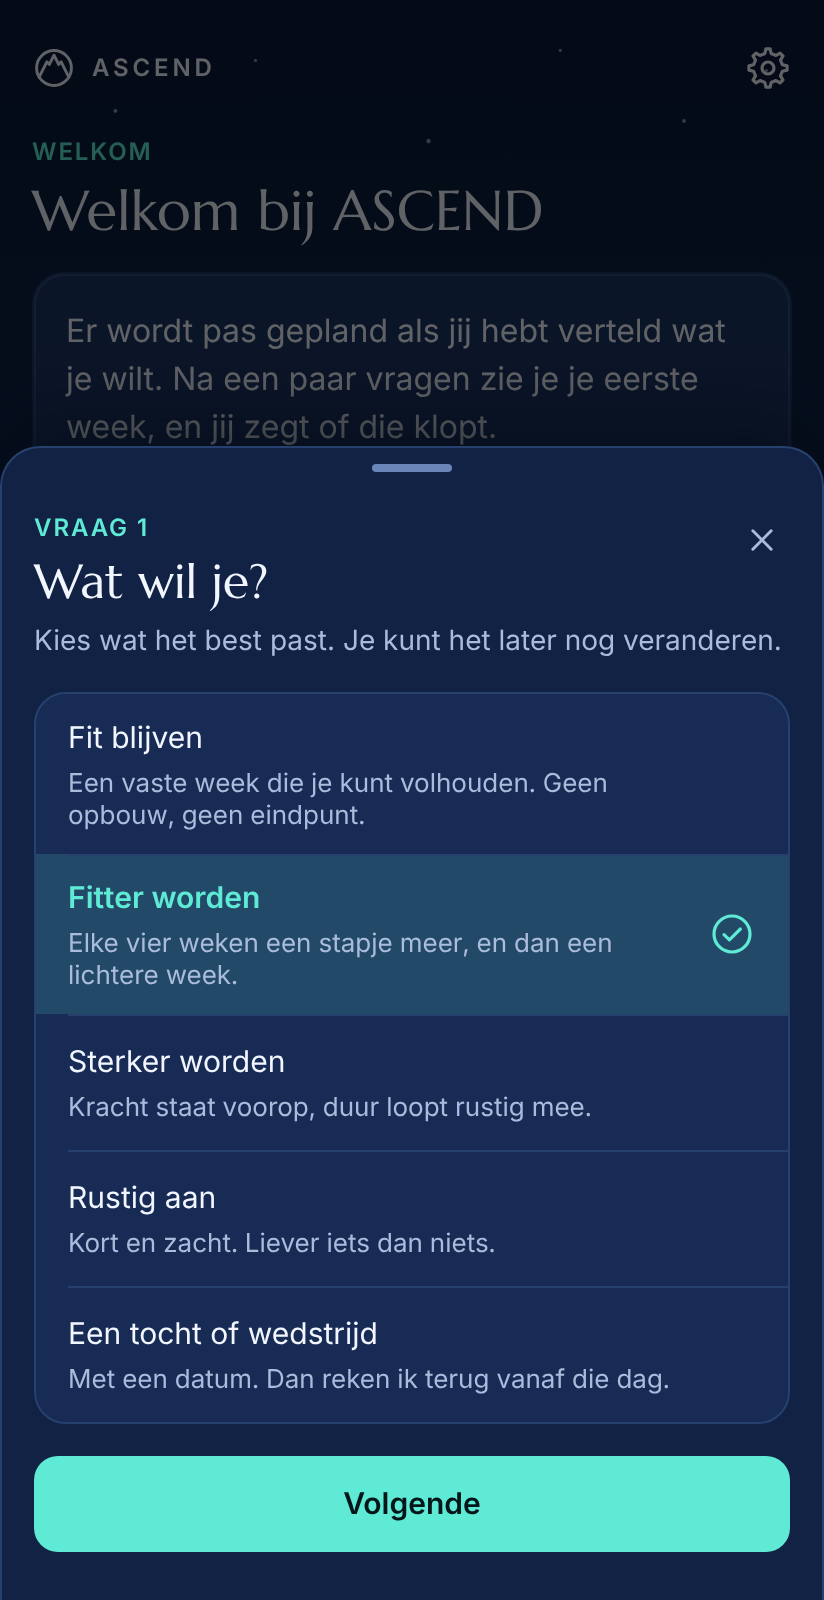 ASCEND
WELKOM
Welkom bij ASCEND
Er wordt pas gepland als jij hebt verteld wat
je wilt. Na een paar vragen zie je je eerste
week, en jij zegt of die klopt.
VRAAG 1
Wat wil je?
Kies wat het best past. Je kunt het later nog veranderen.
Fit blijven
Een vaste week die je kunt volhouden. Geen
opbouw, geen eindpunt.
Fitter worden
Elke vier weken een stapje meer, en dan een
lichtere week.
Sterker worden
Kracht staat voorop, duur loopt rustig mee.
Rustig aan
Kort en zacht. Liever iets dan niets.
Een tocht of wedstrijd
Met een datum. Dan reken ik terug vanaf die dag.
Volgende